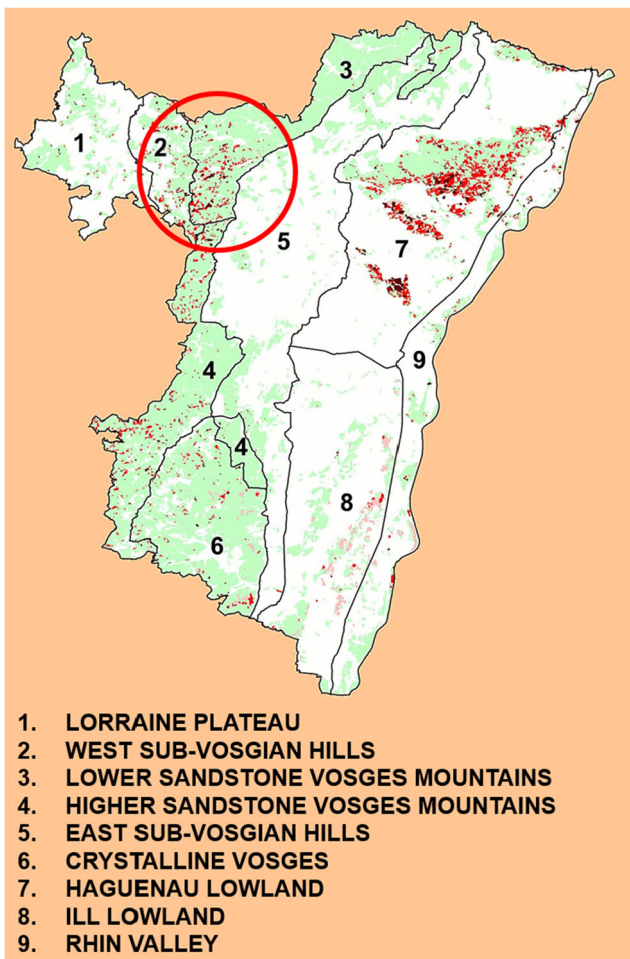 3
1
2
5
7
9
4
4
8
6
1. LORRAINE PLATEAU
2. WEST SUB-VOSGIAN HILLS
3. LOWER SANDSTONE VOSGES MOUNTAINS
4. HIGHER SANDSTONE VOSGES MOUNTAINS
5. EAST SUB-VOSGIAN HILLS
6. CRYSTALLINE VOSGES
7. HAGUENAU LOWLAND
8. ILL LOWLAND
9. RHIN VALLEY